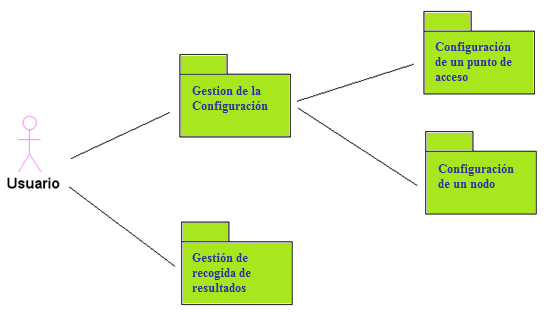 Configuración
de un punto de
acceso
Gestion de la
Configuración
Configuración
de un nodo
Usuario
Gestión de
recogida de
resultados